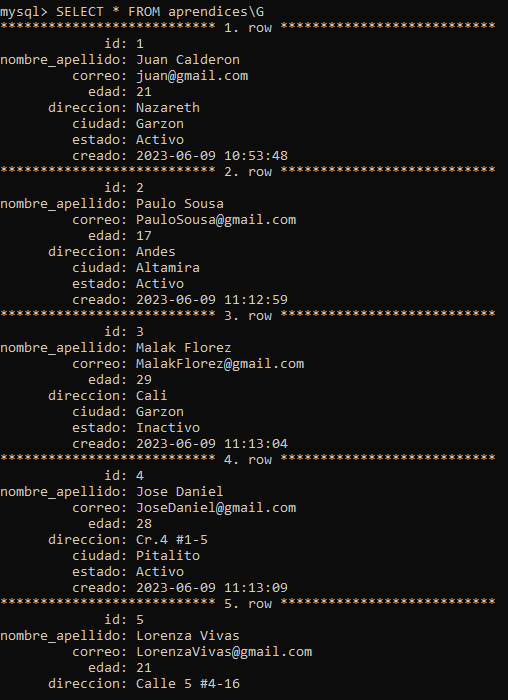 mysql> SELECT * FROM aprendices\G
*************************** 1. row ***************************
id: 1
nombre_apellido: Juan Calderon
correo: juan@gmail.com
edad: 21
direccion: Nazareth
ciudad: Garzon
estado: Activo
creado: 2023-06-09 10:53:48
*************************** 2. row ***************************
id: 2
nombre_apellido: Paulo Sousa
correo: PauloSousa@gmail.com
edad: 17
direccion: Andes
ciudad: Altamira
estado: Activo
creado: 2023-06-09 11:12:59
*************************** 3. row ***************************
id: 3
nombre_apellido: Malak Florez
correo: MalakFlorez@gmail.com
edad: 29
direccion: Cali
ciudad: Garzon
estado: Inactivo
creado: 2023-06-09 11:13:04
*************************** 4. row ***************************
id: 4
nombre_apellido: Jose Daniel
correo: JoseDaniel@gmail.com
edad: 28
direccion: Cr.4 #1-5
ciudad: Pitalito
estado: Activo
creado: 2023-06-09 11:13:09
*************************** 5. row ***************************
id: 5
nombre_apellido: Lorenza Vivas
correo: LorenzaVivas@gmail.com
edad: 21
direccion: Calle 5 #4-16